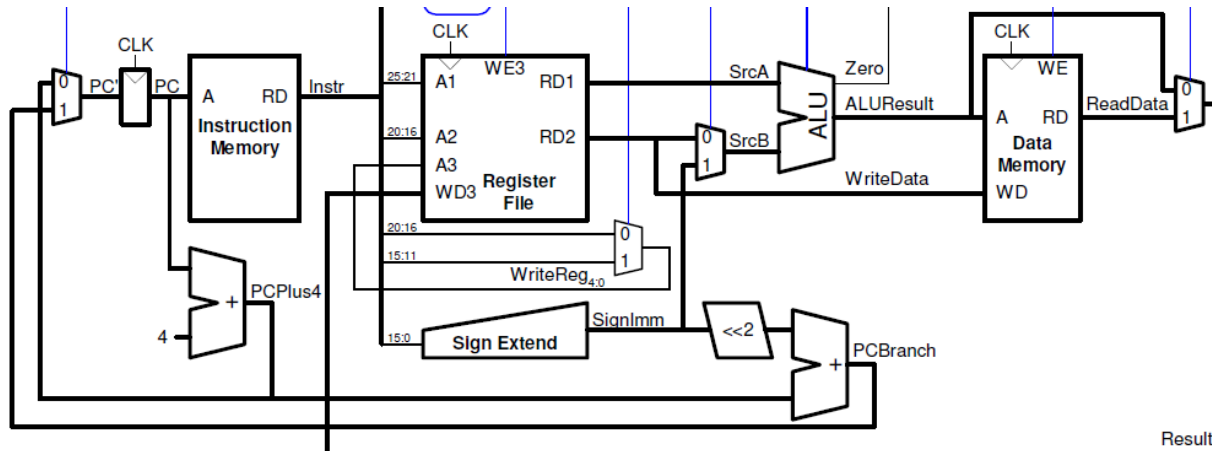 CLK CLK CLK
0 PC' PC A RD Instr 25:21 A1 WE3 RD1 SrcA Zero WE 0
1 Instruction Memory 20:16 A2 RD2 0 SrcB ALU ALUResult A RD ReadData 1
A3 1 Data Memory
WD3 Register File WriteData WD
20:16 0
15:11 1
WriteReg4:0
PCPlus4 SignImm
+ <<2
4 15:0 Sign Extend PCBranch
+
Result